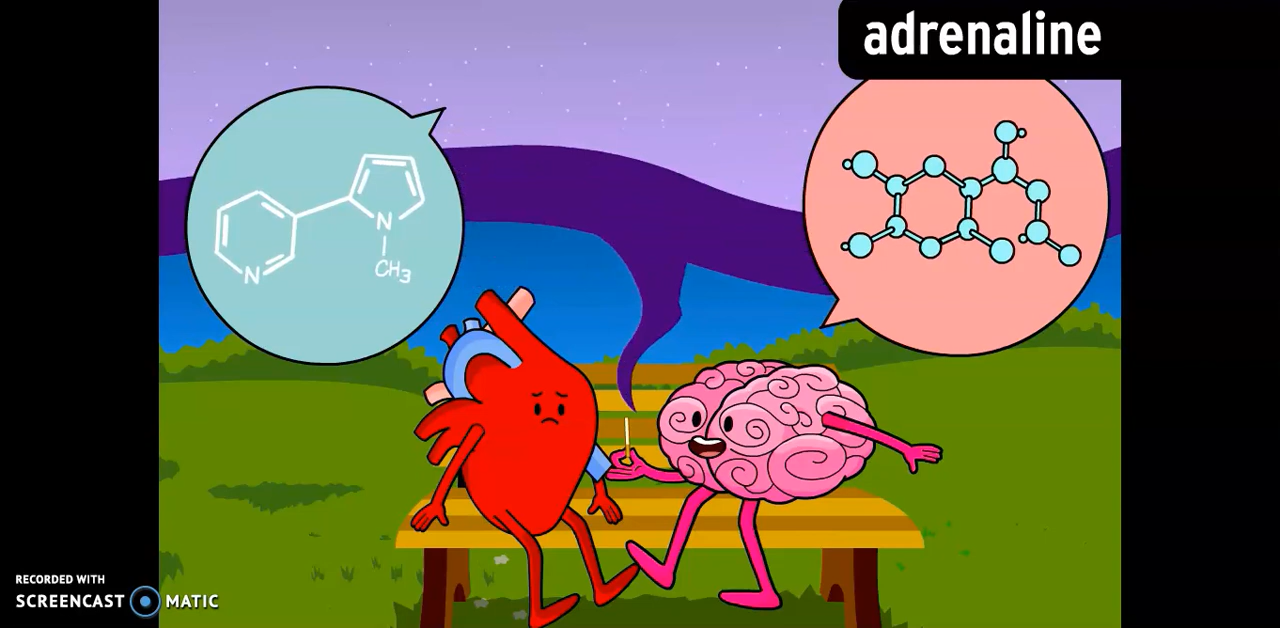 adrenaline
N
CH3
N
RECORDED WITH
SCREENCAST MATIC